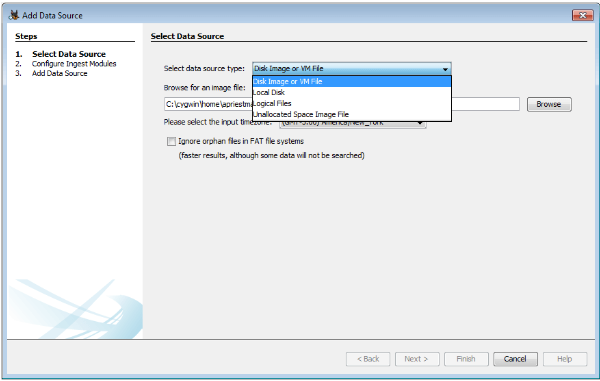 Add Data Source
Steps
1. Select Data Source
2. Configure Ingest Modules
3. Add Data Source
Select Data Source
Select data source type: Disk Image or VM File
Disk Image or VM File
Local Disk
Logical Files
Unallocated Space Image File
Browse for an image file:
C:\cygwin\home\apriestma
Browse
Please select the input timezone: (GMT-5:00) America/New_York
Ignore orphan files in FAT file systems
(faster results, although some data will not be searched)
< Back Next > Finish Cancel Help